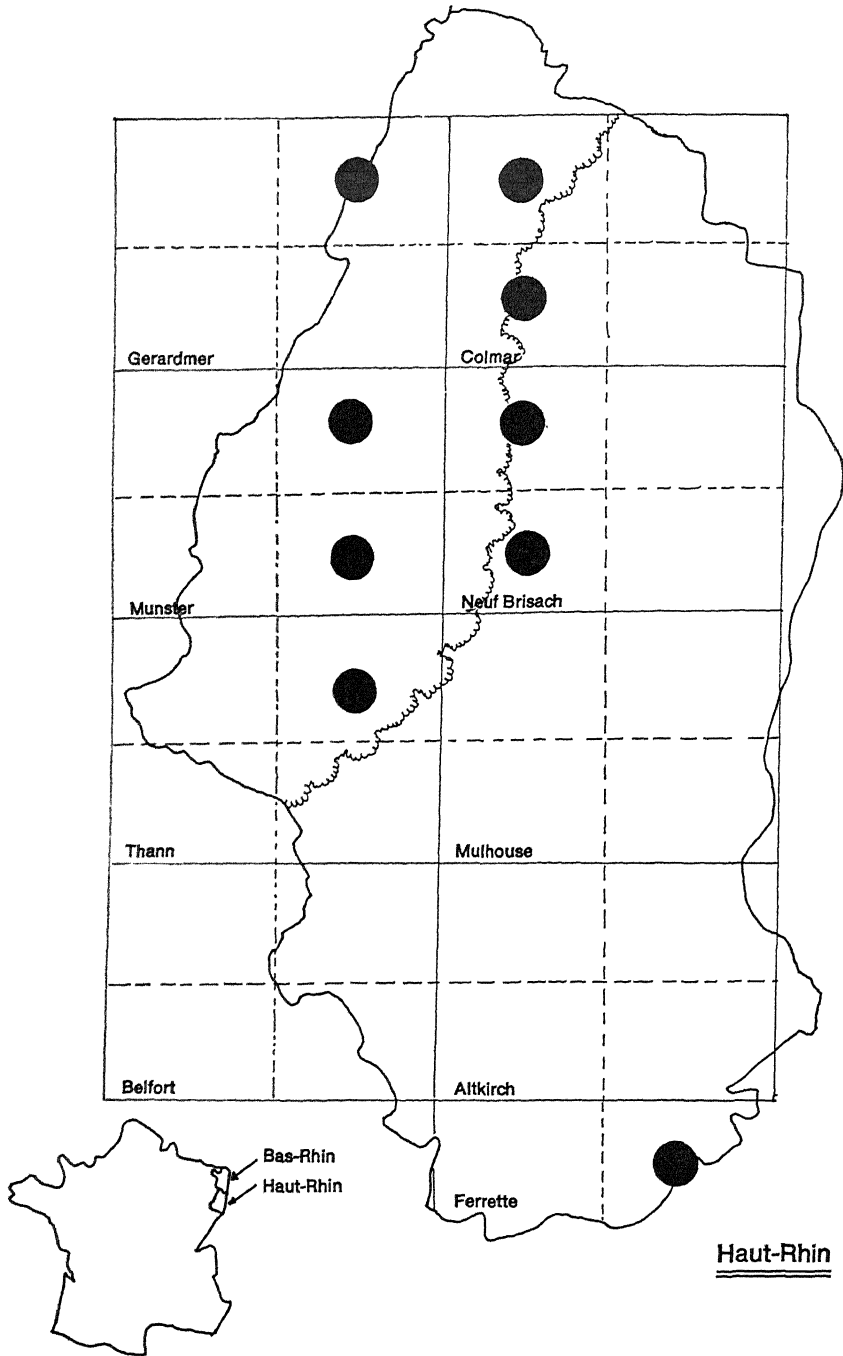 Gerardmer
Colmar
Munster
Neuf Brisach
Thann
Mulhouse
Belfort
Altkirch
Bas-Rhin
Haut-Rhin
Ferrette
Haut-Rhin